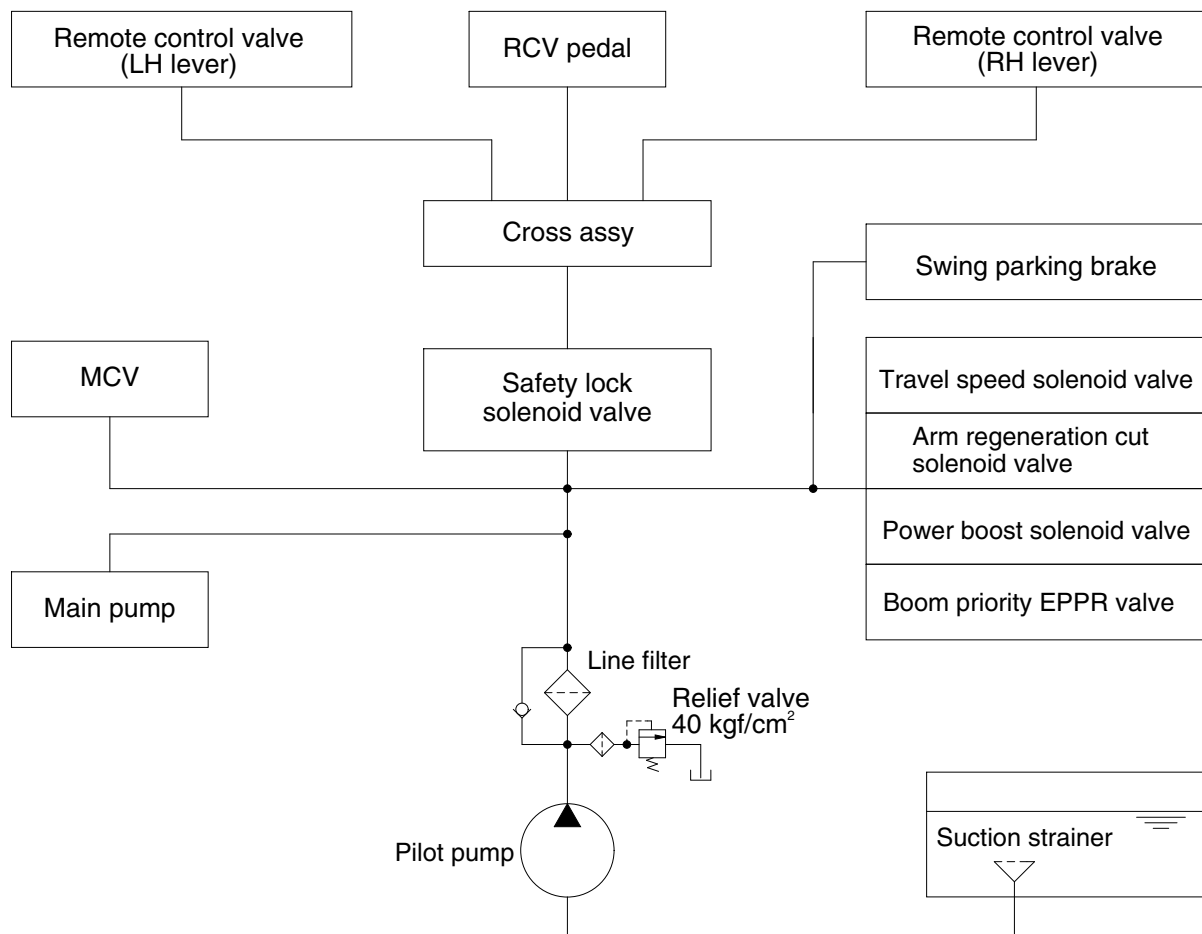 Remote control valve
(LH lever)
RCV pedal
Remote control valve
(RH lever)
Cross assy
Swing parking brake
MCV
Safety lock
solenoid valve
Travel speed solenoid valve
Arm regeneration cut
solenoid valve
Power boost solenoid valve
Main pump
Boom priority EPPR valve
Line filter
Relief valve
40 kgf/cm²
Pilot pump
Suction strainer